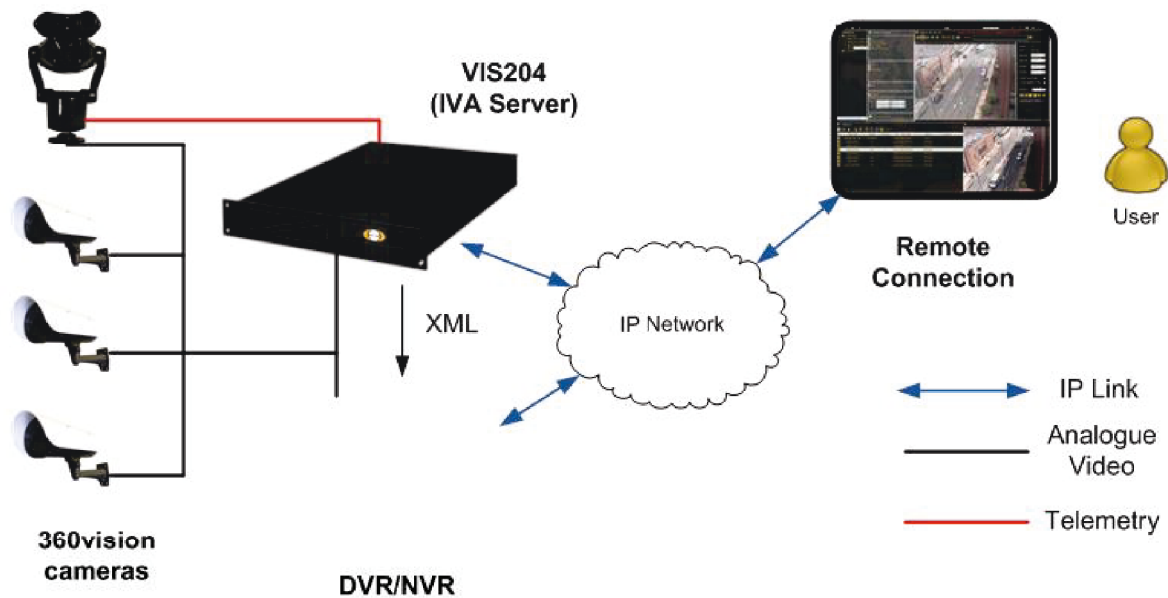 VIS204
(IVA Server)
User
Remote
Connection
XML
IP Network
IP Link
Analogue
Video
Telemetry
360vision
cameras
DVR/NVR